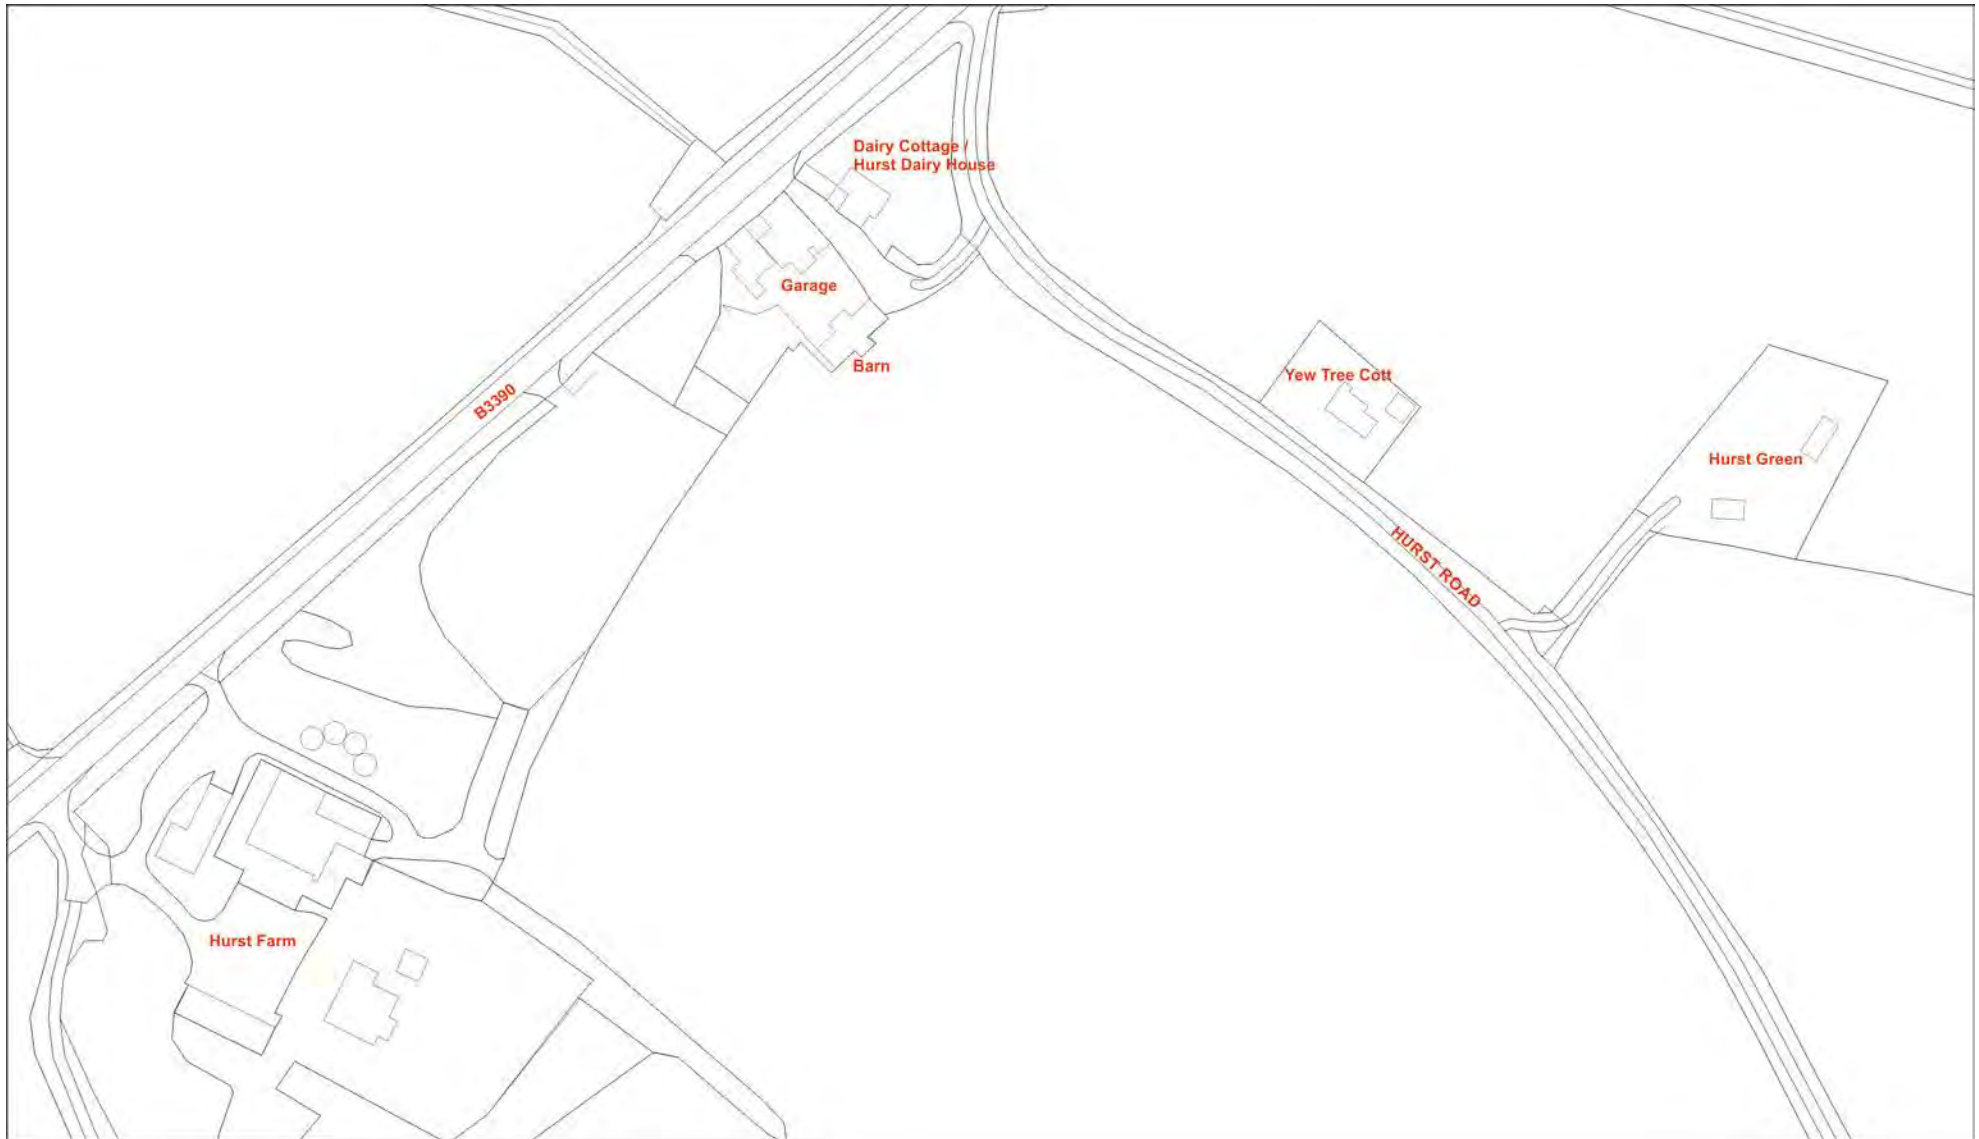 Dairy Cottage /
Hurst Dairy House
Garage
Barn
Yew Tree Cott
B3390
Hurst Green
HURST ROAD
Hurst Farm